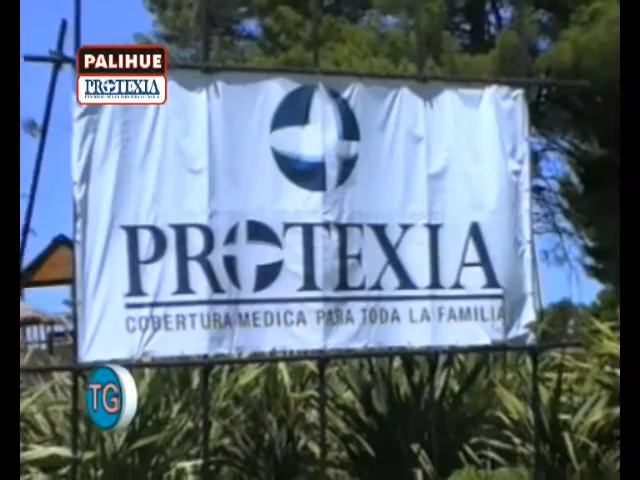 PALIHUE
PROTEXIA
PROTEXIA
COBERTURA MEDICA PARA TODA LA FAMILIA
TG